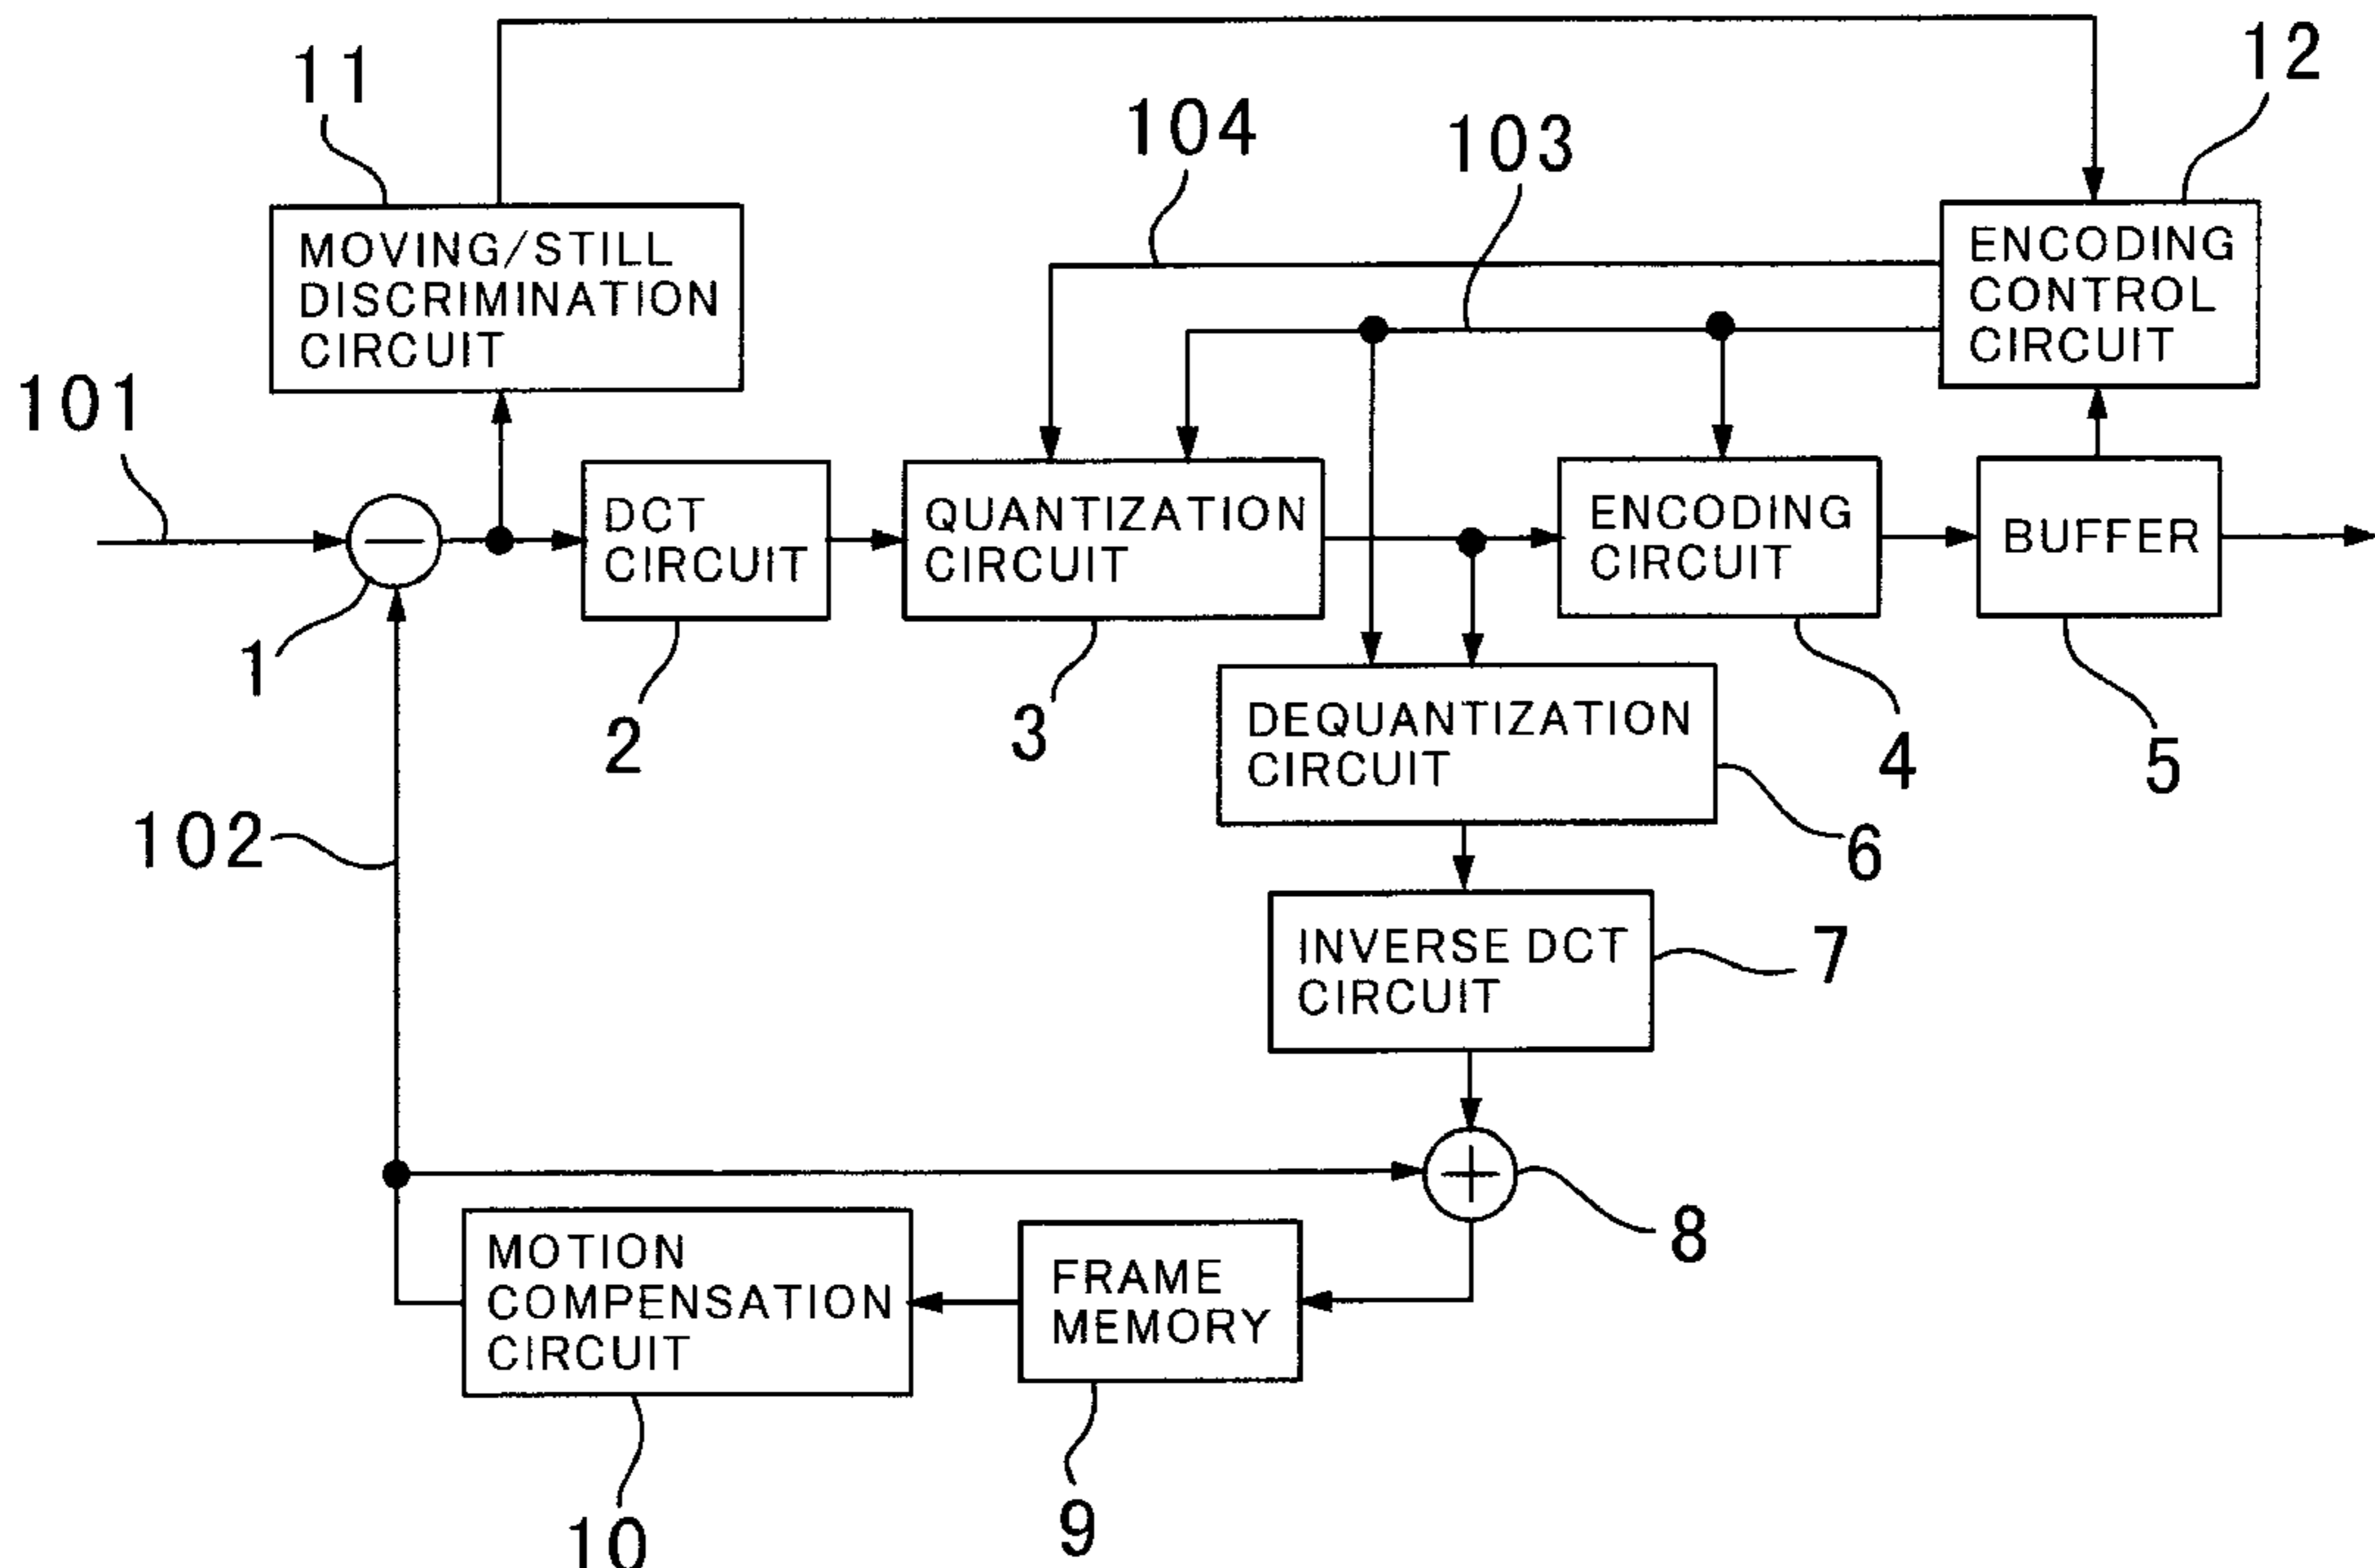 11
12
104
103
MOVING/STILL
DISCRIMINATION
CIRCUIT
ENCODING
CONTROL
CIRCUIT
101
DCT
CIRCUIT
QUANTIZATION
CIRCUIT
ENCODING
CIRCUIT
BUFFER
1
2
3
DEQUANTIZATION
CIRCUIT
4
5
102
6
INVERSE DCT
CIRCUIT
7
8
MOTION
COMPENSATION
CIRCUIT
FRAME
MEMORY
9
10